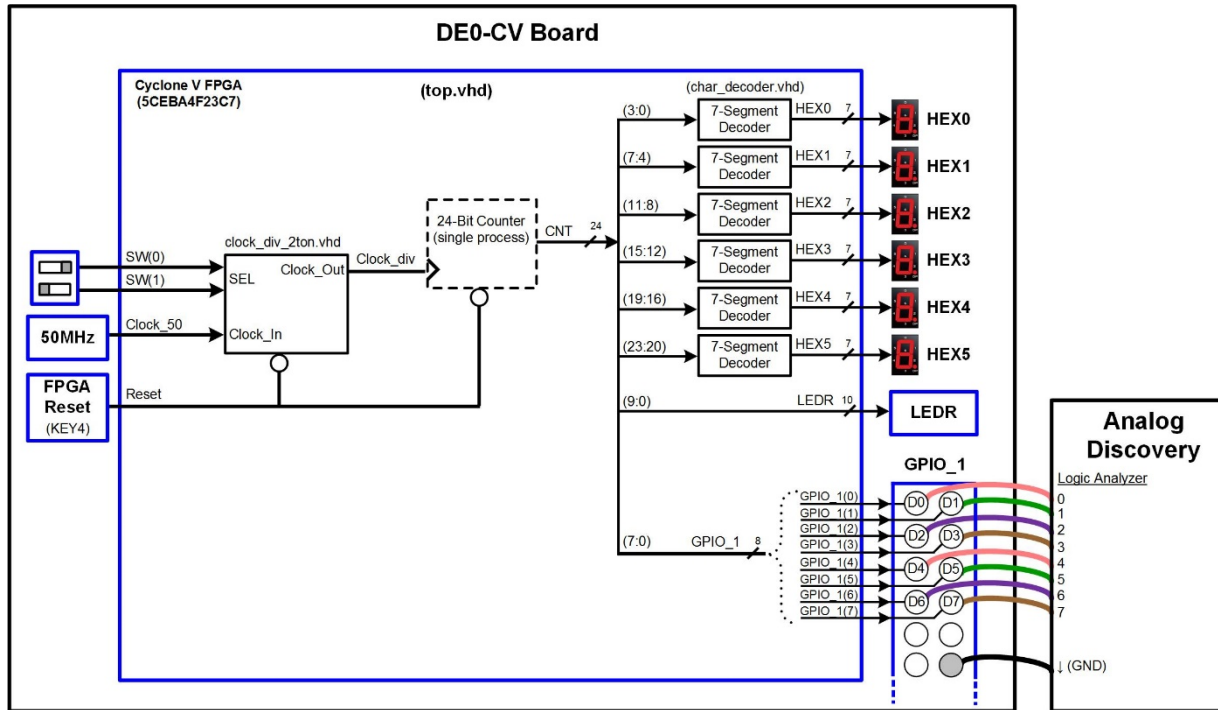 DE0-CV Board
Cyclone V FPGA
(5CEBA4F23C7)
(top.vhd)
(char_decoder.vhd)
(3:0)
7-Segment
Decoder
HEX0
7
HEX0
(7:4)
7-Segment
Decoder
HEX1
7
HEX1
(11:8)
7-Segment
Decoder
HEX2
7
HEX2
24-Bit Counter
(single process)
CNT
24
(15:12)
7-Segment
Decoder
HEX3
7
HEX3
(19:16)
7-Segment
Decoder
HEX4
7
HEX4
(23:20)
7-Segment
Decoder
HEX5
7
HEX5
clock_div_2ton.vhd
SW(0)
SW(1)
SEL
Clock_Out
Clock_div
50MHz
Clock_50
Clock_In
FPGA
Reset
(KEY4)
Reset
(9:0)
LEDR
10
LEDR
Analog
Discovery
Logic Analyzer
GPIO_1
(7:0)
GPIO_1
8
GPIO_1(0)
GPIO_1(1)
GPIO_1(2)
GPIO_1(3)
GPIO_1(4)
GPIO_1(5)
GPIO_1(6)
GPIO_1(7)
D0
D1
D2
D3
D4
D5
D6
D7
0
1
2
3
4
5
6
7
↓ (GND)